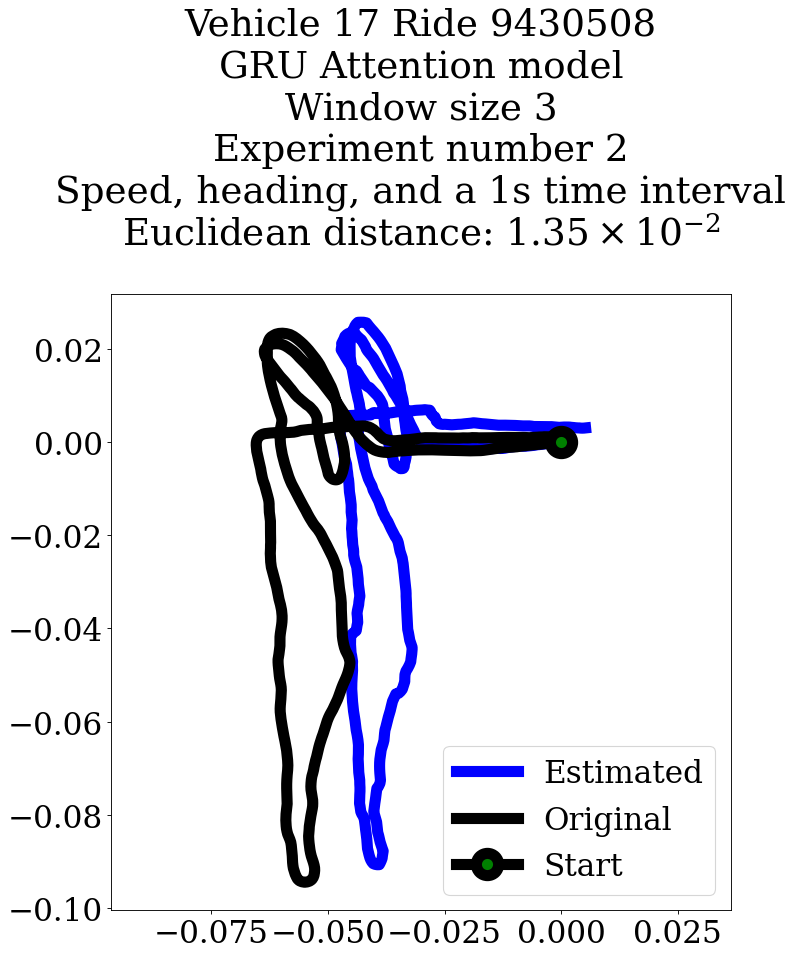 Vehicle 17 Ride 9430508
GRU Attention model
Window size 3
Experiment number 2
Speed, heading, and a 1s time interval
Euclidean distance: 1.35 × 10⁻²
0.02
0.00
−0.02
−0.04
−0.06
−0.08
−0.10
Estimated
Original
Start
−0.075 −0.050 −0.025 0.000 0.025